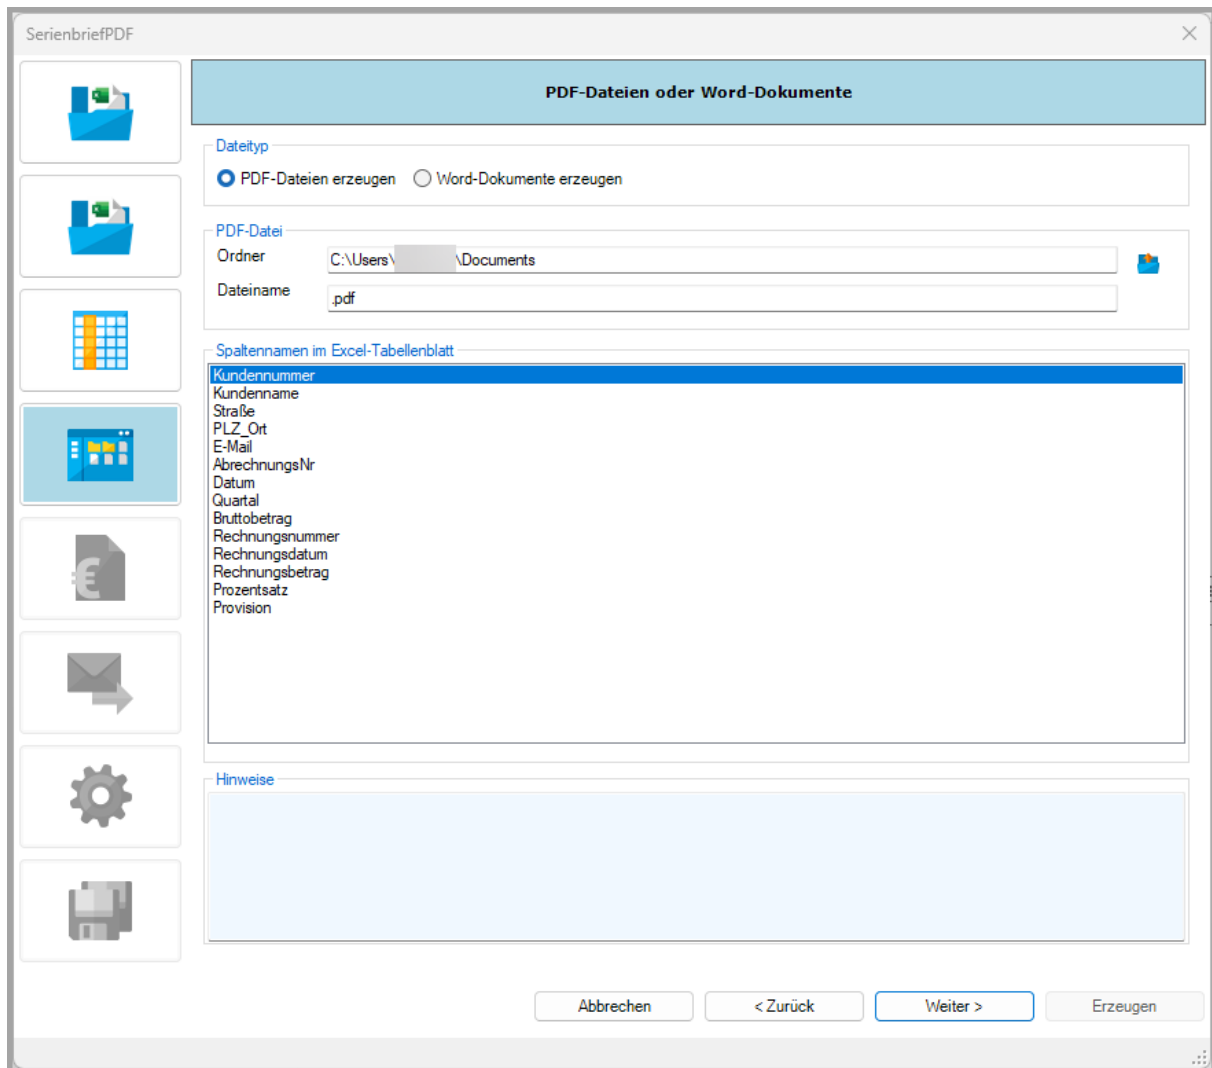 SerienbriefPDF
PDF-Dateien oder Word-Dokumente
Dateityp
PDF-Dateien erzeugen Word-Dokumente erzeugen
PDF-Datei
Ordner C:\Users\ \Documents
Dateiname .pdf
Spaltennamen im Excel-Tabellenblatt
Kundennummer
Kundenname
Straße
PLZ_Ort
E-Mail
AbrechnungsNr
Datum
Quartal
Bruttobetrag
Rechnungsnummer
Rechnungsdatum
Rechnungsbetrag
Prozentsatz
Provision
Hinweise
Abbrechen < Zurück Weiter > Erzeugen